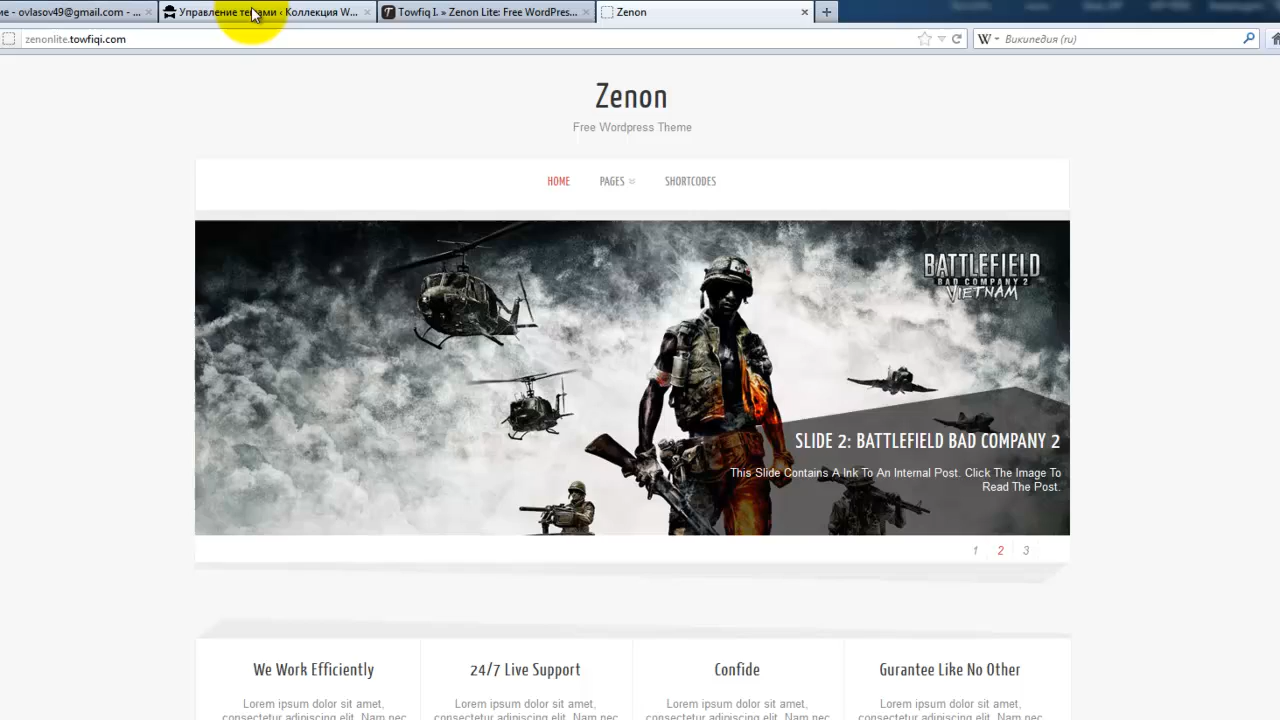 ие - ovlasov49@gmail.com - ...
Управление темами ‹ Коллекция W...
Towfiq I. » Zenon Lite: Free WordPres...
Zenon
zenonlite.towfiqi.com
W
Википедия (ru)
Zenon
Free Wordpress Theme
HOME
PAGES
SHORTCODES
BATTLEFIELD
BAD COMPANY 2
VIETNAM
SLIDE 2: BATTLEFIELD BAD COMPANY 2
This Slide Contains A Ink To An Internal Post. Click The Image To
Read The Post.
1 2 3
We Work Efficiently
24/7 Live Support
Confide
Gurantee Like No Other
Lorem ipsum dolor sit amet,
consectetur adipiscing elit. Nam nec
Lorem ipsum dolor sit amet,
consectetur adipiscing elit. Nam nec
Lorem ipsum dolor sit amet,
consectetur adipiscing elit. Nam nec
Lorem ipsum dolor sit amet,
consectetur adipiscing elit. Nam nec